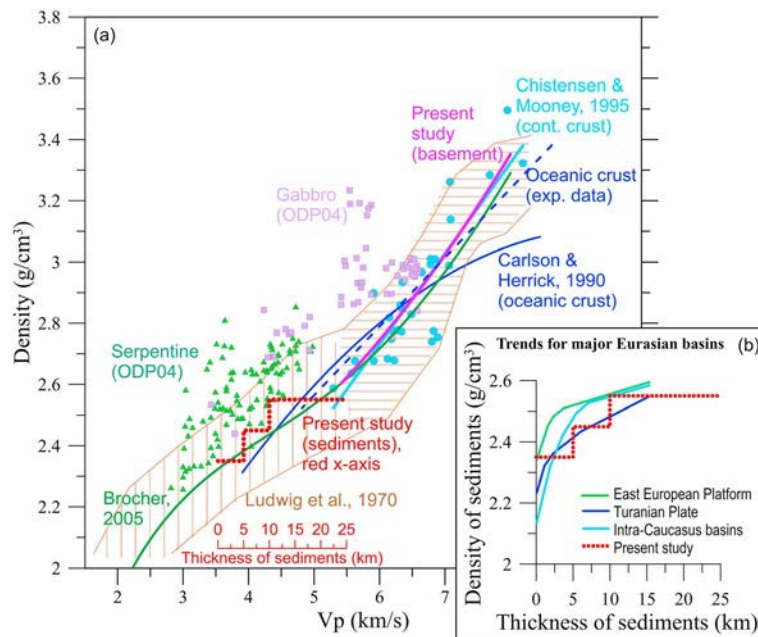 (a)
3.8
3.6
3.4
3.2
3
2.8
2.6
2.4
2.2
2
Density (g/cm³)
Chistensen &
Mooney, 1995
(cont. crust)
Present
study
(basement)
Oceanic crust
(exp. data)
Gabbro
(ODP04)
Carlson &
Herrick, 1990
(oceanic crust)
Serpentine
(ODP04)
Present study
(sediments),
red x-axis
Brocher,
2005
Ludwig et al., 1970
0 5 10 15 20 25
Thickness of sediments (km)
2 3 4 5 6 7
Vp (km/s)
Trends for major Eurasian basins
(b)
2.6
2.4
2.2
2
Density of sediments (g/cm³)
East European Platform
Turanian Plate
Intra-Caucasus basins
Present study
0 5 10 15 20 25
Thickness of sediments (km)